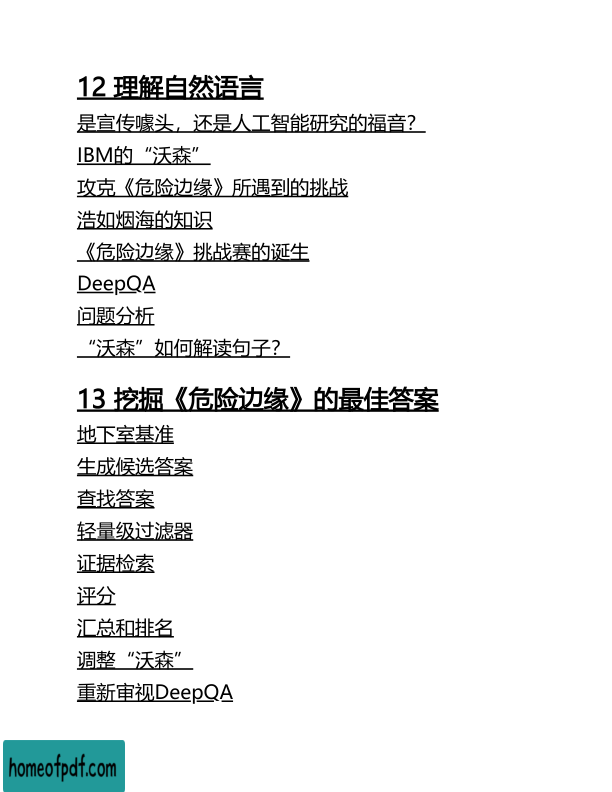 12 理解自然语言
是宣传噱头，还是人工智能研究的福音？
IBM的“沃森”
攻克《危险边缘》所遇到的挑战
浩如烟海的知识
《危险边缘》挑战赛的诞生
DeepQA
问题分析
“沃森”如何解读句子？
13 挖掘《危险边缘》的最佳答案
地下室基准
生成候选答案
查找答案
轻量级过滤器
证据检索
评分
汇总和排名
调整“沃森”
重新审视DeepQA
homeofpdf.com